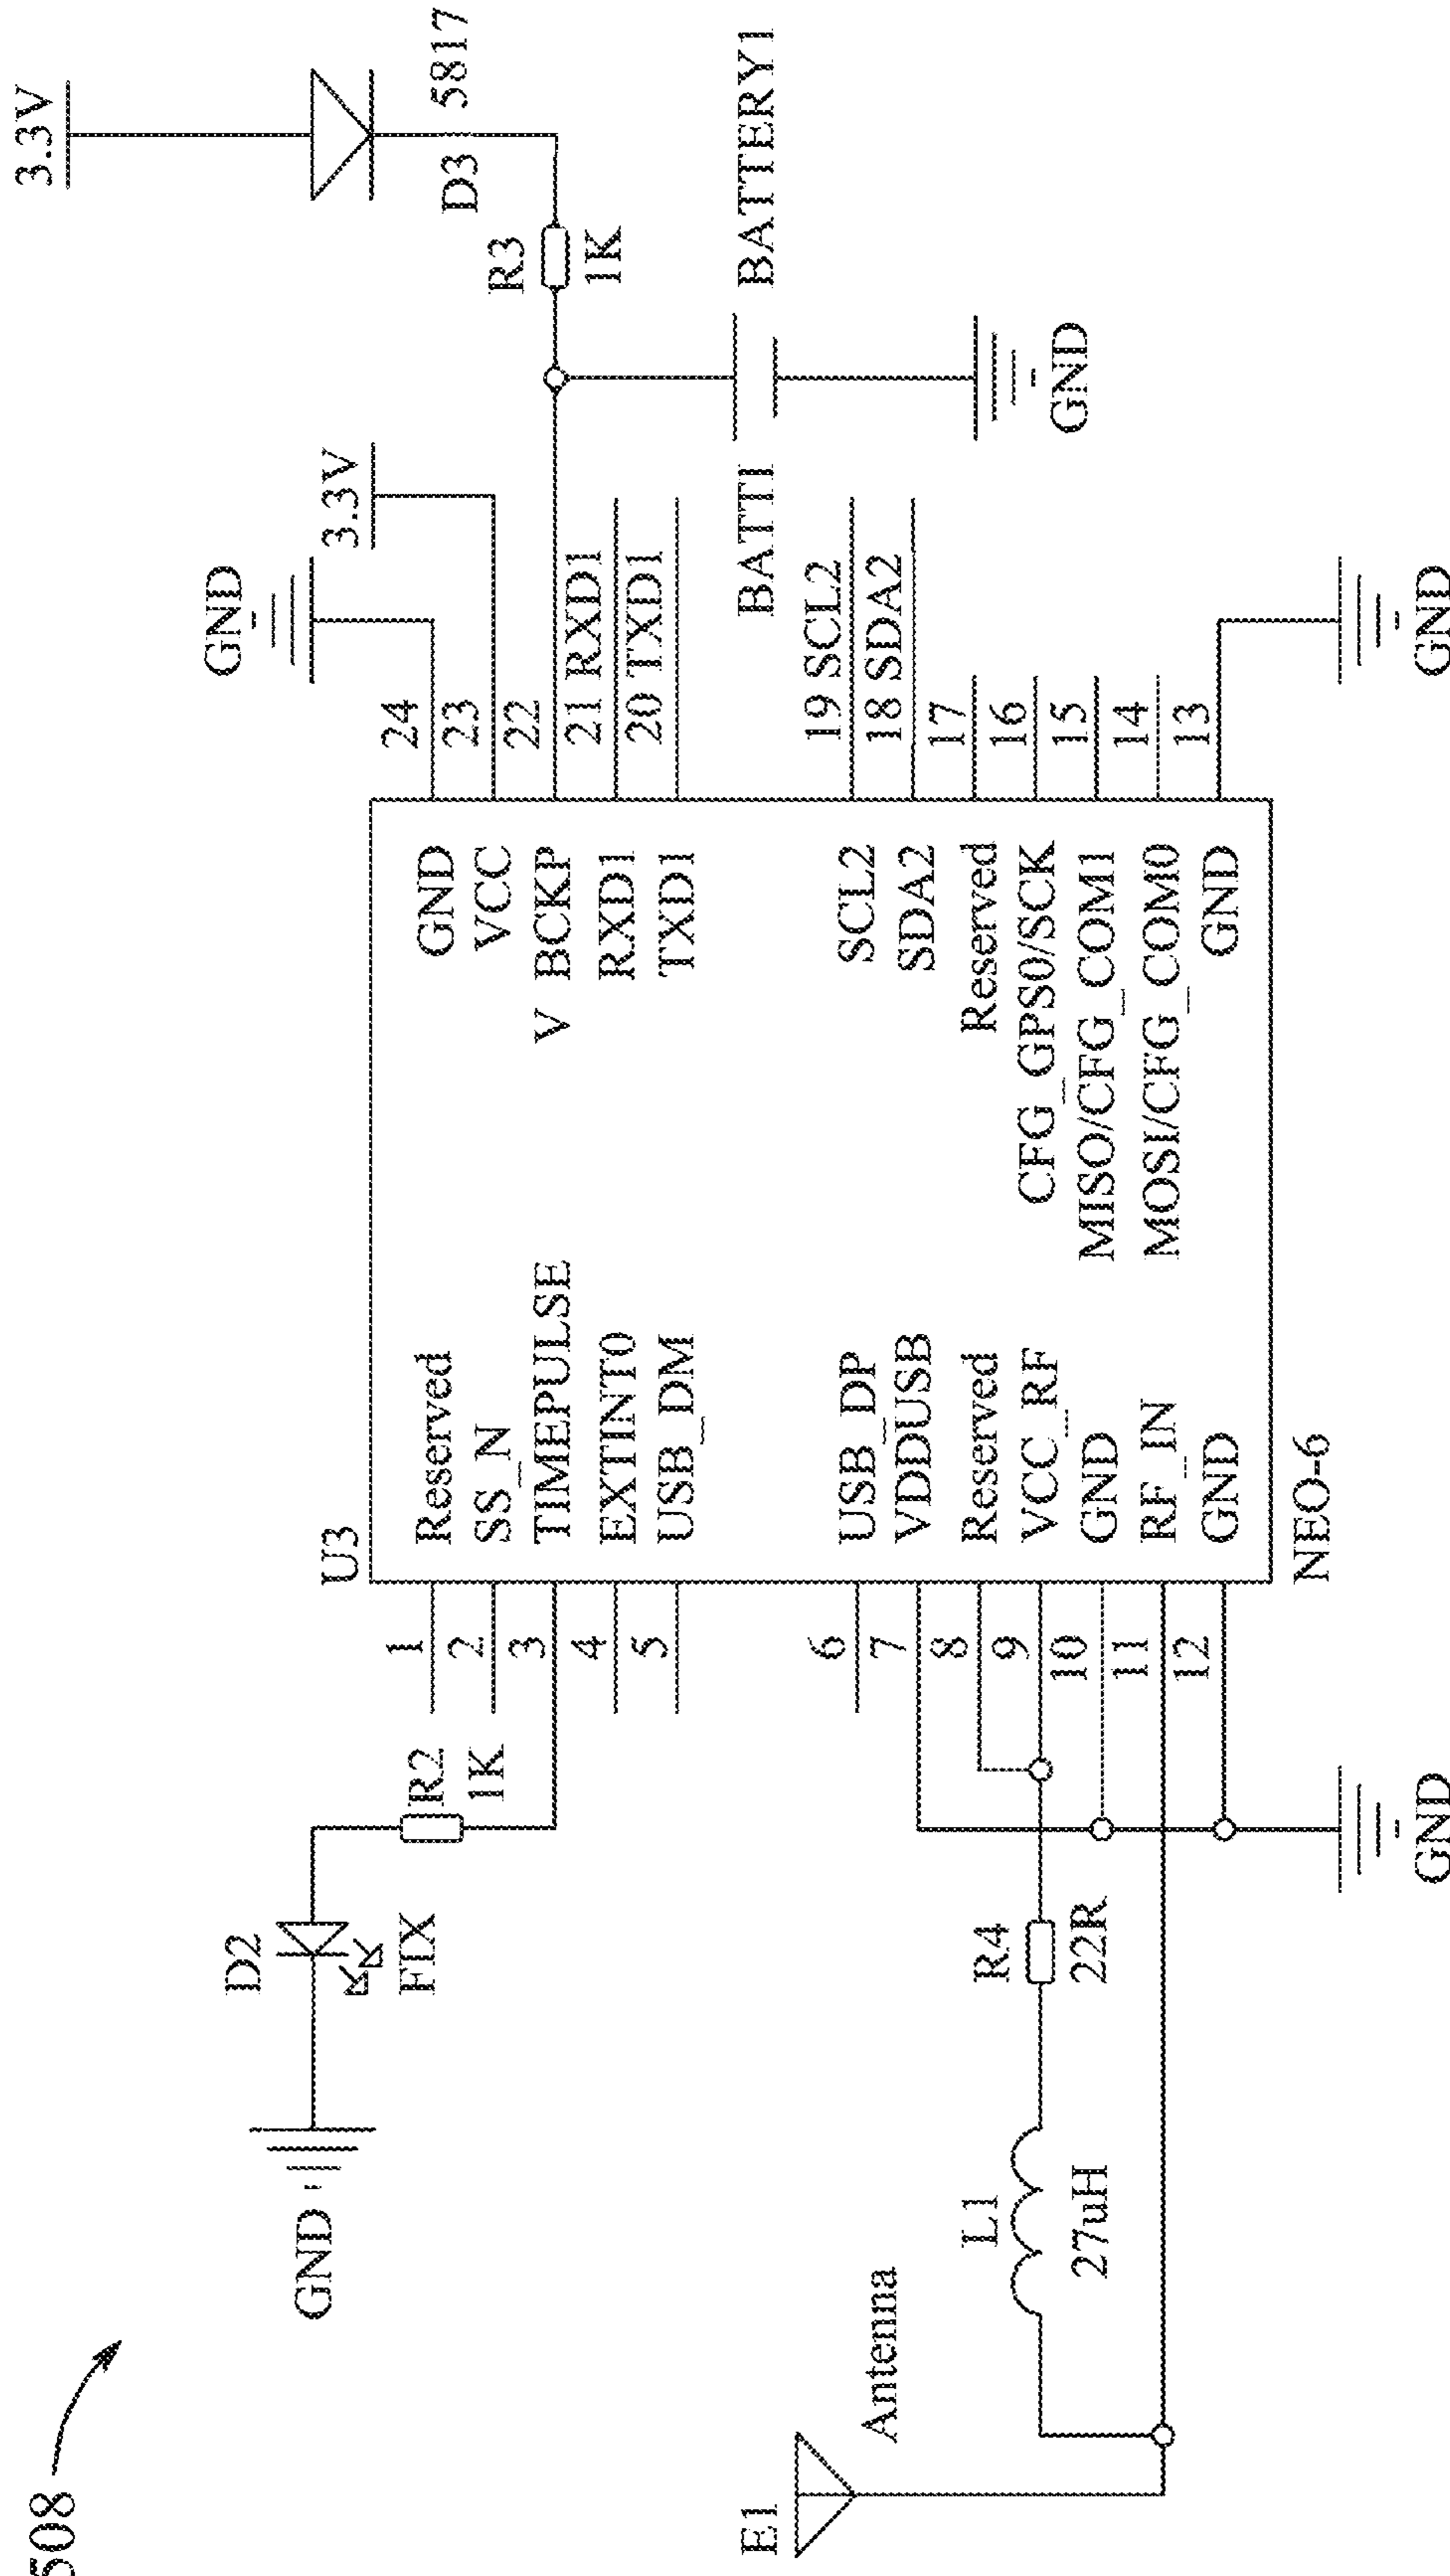 508
GND
D2
FIX
R2
1K
E1
Antenna
L1
27uH
R4
22R
GND
U3
1
2
3
4
5
6
7
8
9
10
11
12
Reserved
SS_N
TIMEPULSE
EXTINT0
USB_DM
USB_DP
VDDUSB
Reserved
VCC_RF
GND
RF_IN
GND
NEO-6
GND
VCC
V BCKP
RXD1
TXD1
SCL2
SDA2
Reserved
CFG_GPS0/SCK
MISO/CFG_COM1
MOSI/CFG_COM0
GND
24
23
22
21 RXD1
20 TXD1
19 SCL2
18 SDA2
17
16
15
14
13
GND
3.3V
GND
BATT1
BATTERY1
GND
R3
1K
D3
5817
3.3V